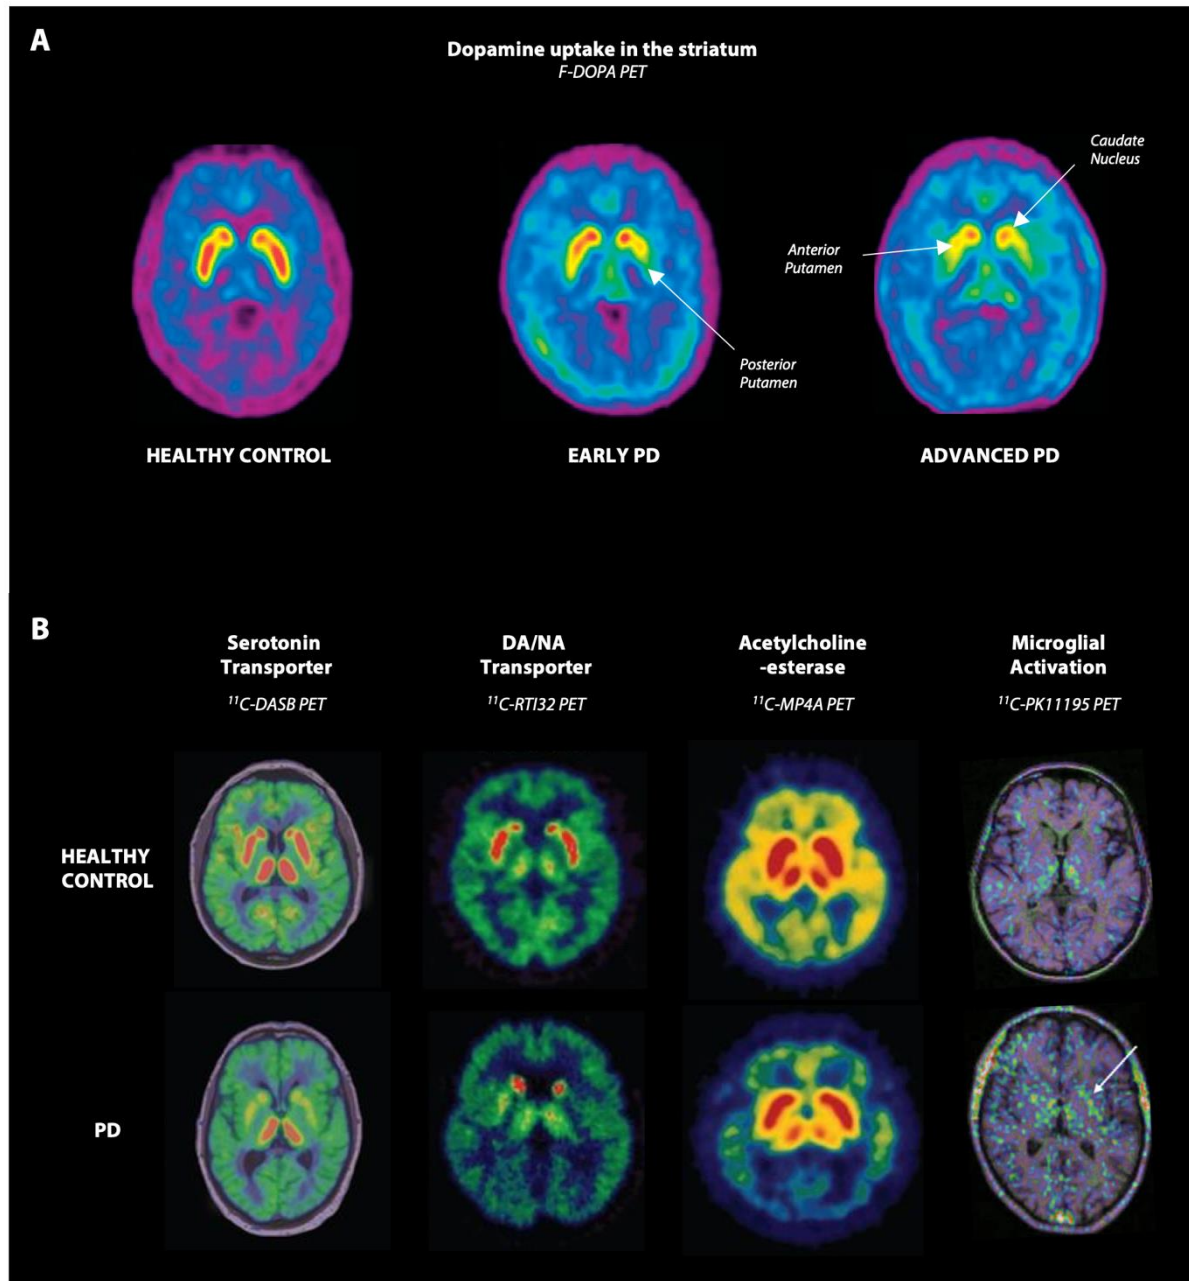 A
Dopamine uptake in the striatum
F-DOPA PET
Caudate
Nucleus
Anterior
Putamen
Posterior
Putamen
HEALTHY CONTROL
EARLY PD
ADVANCED PD
B
Serotonin
Transporter
¹¹C-DASB PET
DA/NA
Transporter
¹¹C-RTI32 PET
Acetylcholine
-esterase
¹¹C-MP4A PET
Microglial
Activation
¹¹C-PK11195 PET
HEALTHY
CONTROL
PD